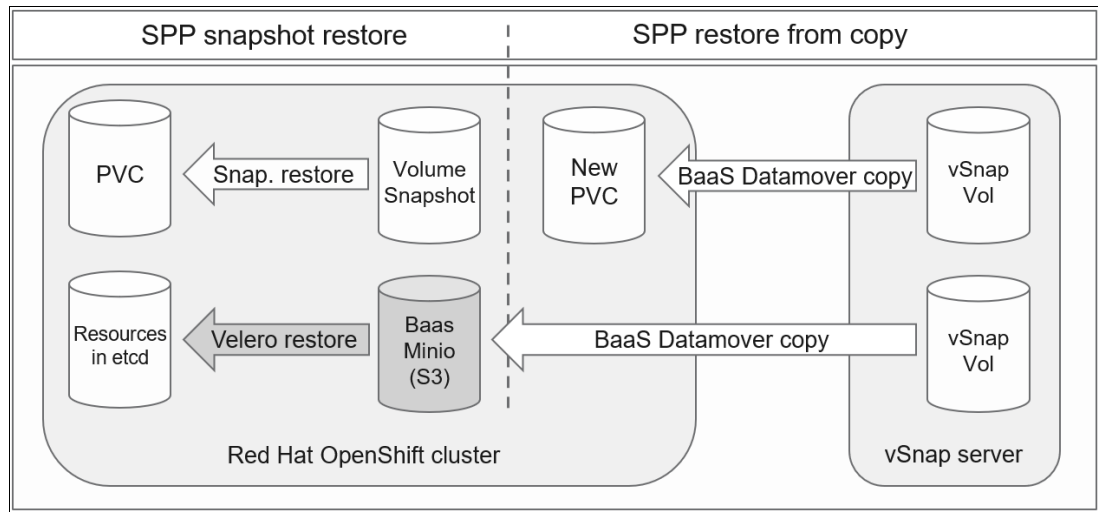 SPP snapshot restore
SPP restore from copy
PVC
Snap. restore
Volume
Snapshot
New
PVC
BaaS Datamover copy
vSnap
Vol
Resources
in etcd
Velero restore
Baas
Minio
(S3)
BaaS Datamover copy
vSnap
Vol
Red Hat OpenShift cluster
vSnap server